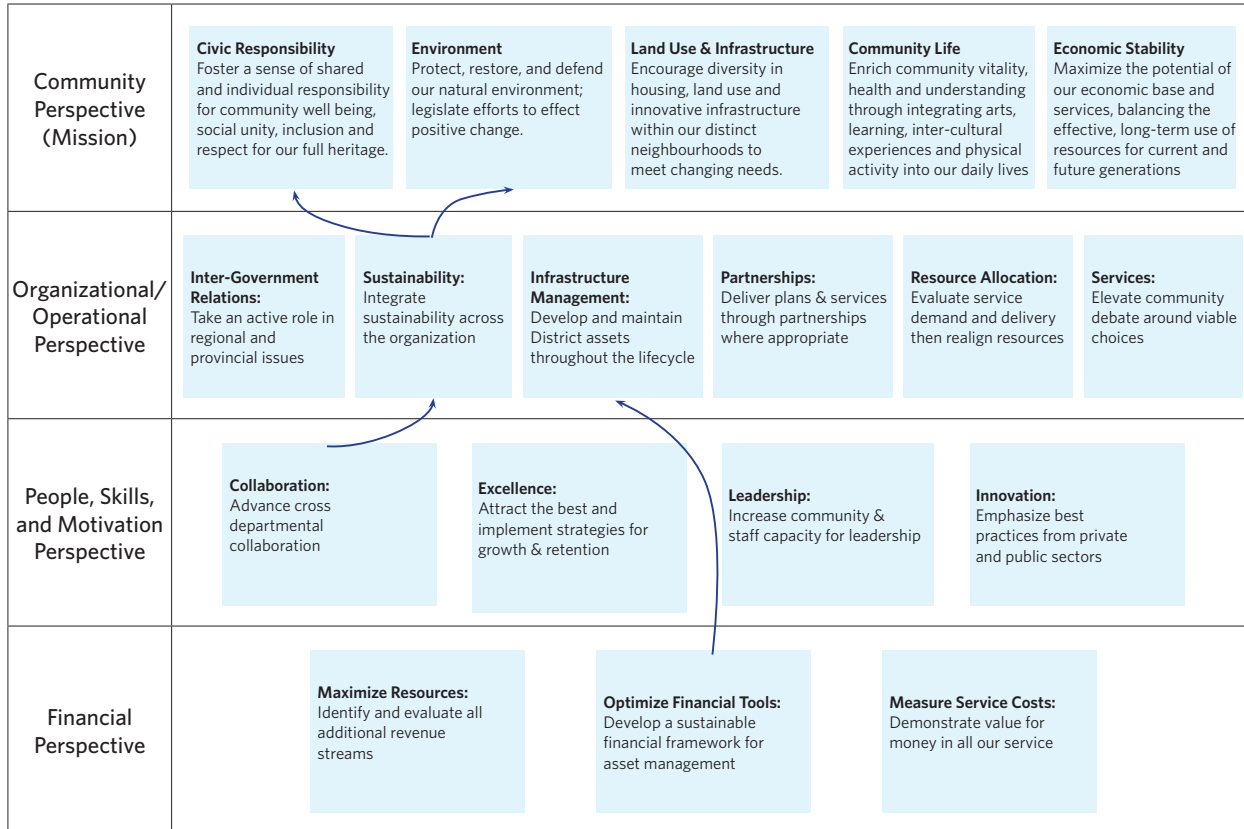 Community
Perspective
(Mission)
Civic Responsibility
Foster a sense of shared
and individual responsibility
for community well being,
social unity, inclusion and
respect for our full heritage.
Environment
Protect, restore, and defend
our natural environment;
legislate efforts to effect
positive change.
Land Use & Infrastructure
Encourage diversity in
housing, land use and
innovative infrastructure
within our distinct
neighbourhoods to
meet changing needs.
Community Life
Enrich community vitality,
health and understanding
through integrating arts,
learning, inter-cultural
experiences and physical
activity into our daily lives
Economic Stability
Maximize the potential of
our economic base and
services, balancing the
effective, long-term use of
resources for current and
future generations
Organizational/
Operational
Perspective
Inter-Government
Relations:
Take an active role in
regional and
provincial issues
Sustainability:
Integrate
sustainability across
the organization
Infrastructure
Management:
Develop and maintain
District assets
throughout the lifecycle
Partnerships:
Deliver plans & services
through partnerships
where appropriate
Resource Allocation:
Evaluate service
demand and delivery
then realign resources
Services:
Elevate community
debate around viable
choices
People, Skills,
and Motivation
Perspective
Collaboration:
Advance cross
departmental
collaboration
Excellence:
Attract the best and
implement strategies for
growth & retention
Leadership:
Increase community &
staff capacity for leadership
Innovation:
Emphasize best
practices from private
and public sectors
Financial
Perspective
Maximize Resources:
Identify and evaluate all
additional revenue
streams
Optimize Financial Tools:
Develop a sustainable
financial framework for
asset management
Measure Service Costs:
Demonstrate value for
money in all our service